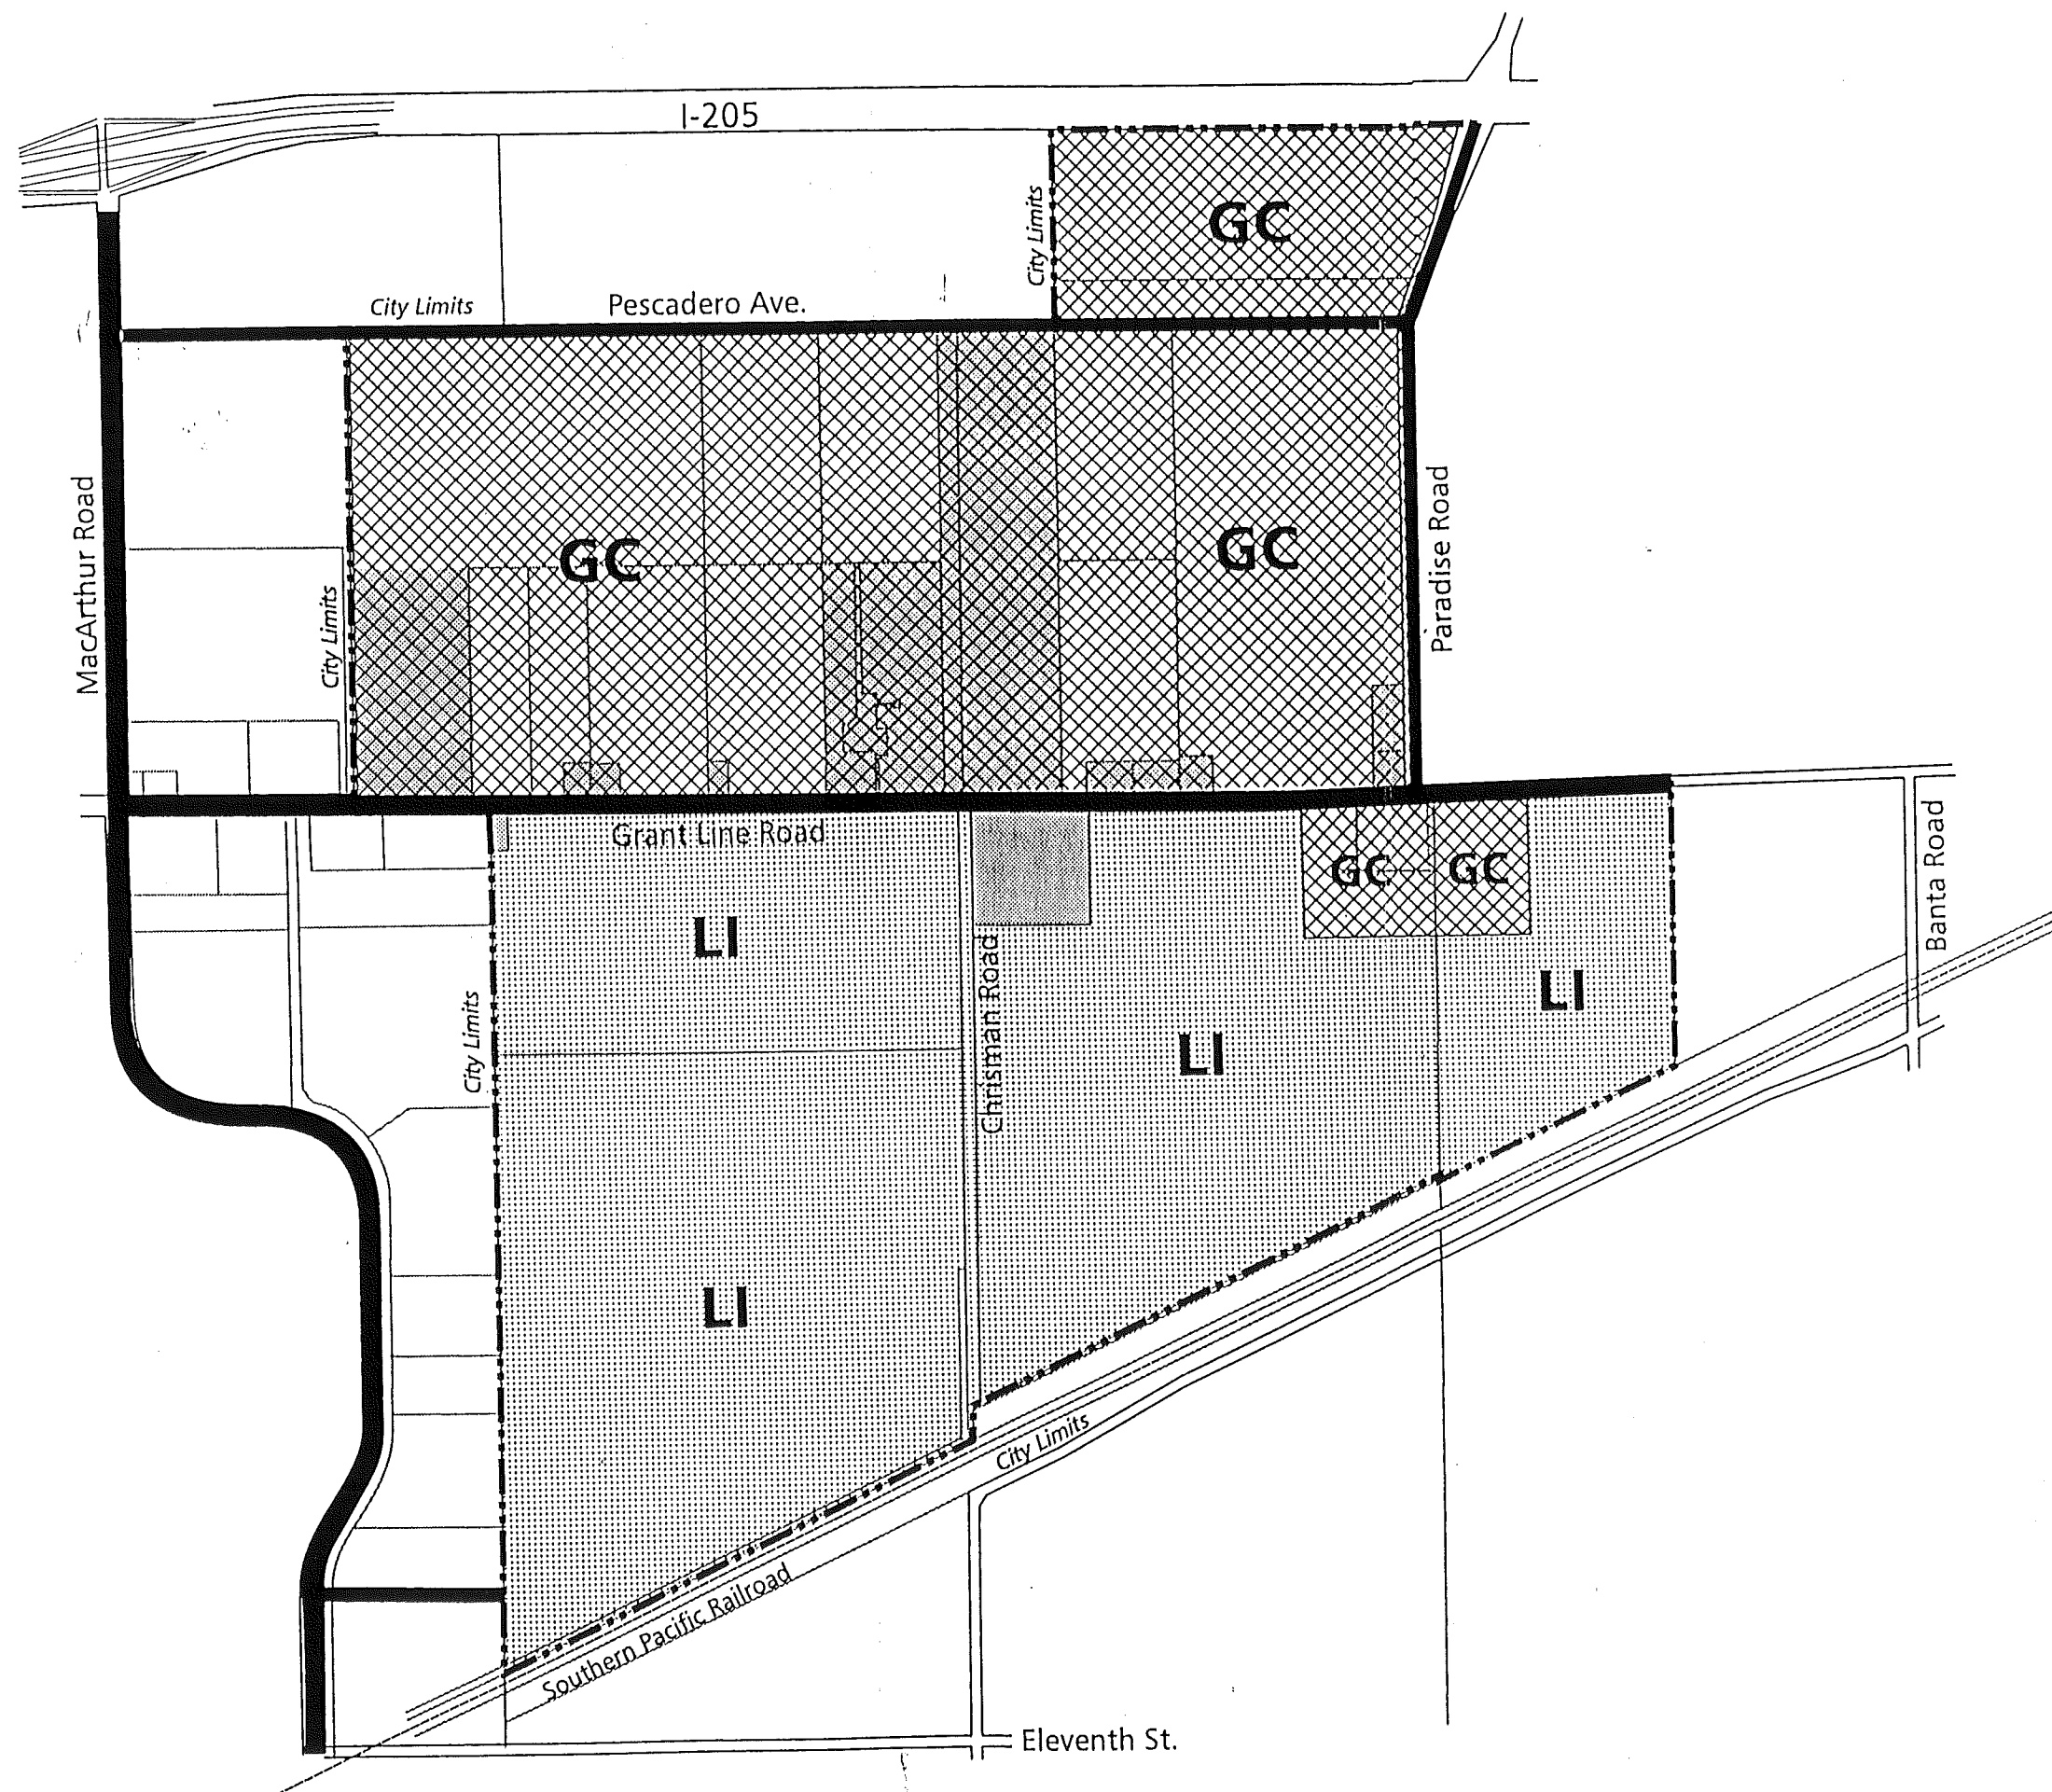 I-205
GC
City Limits
City Limits
Pescadero Ave.
MacArthur Road
City Limits
GC
GC
Paradise Road
Grant Line Road
GC
GC
Banta Road
LI
City Limits
Chrisman Road
LI
LI
LI
City Limits
Southern Pacific Railroad
Eleventh St.